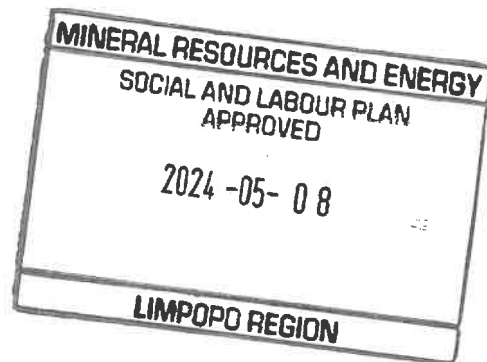 MINERAL RESOURCES AND ENERGY
SOCIAL AND LABOUR PLAN
APPROVED
2024 -05- 08
LIMPOPO REGION